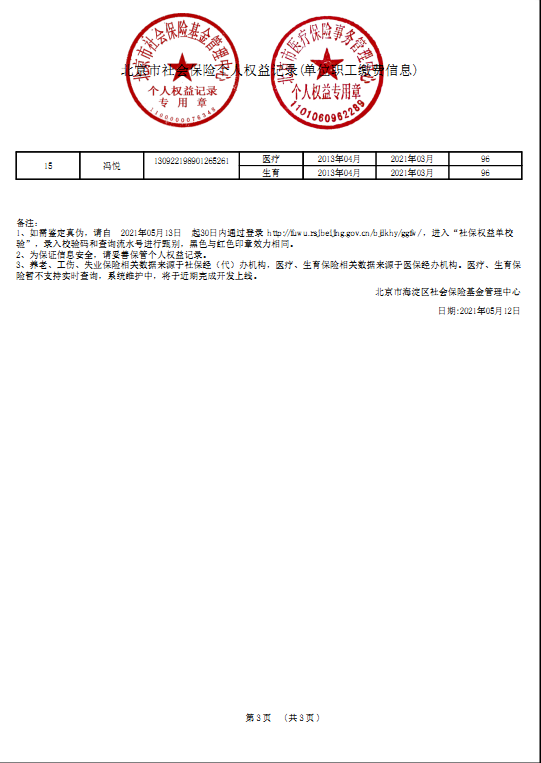 北京市社会保险基金管理中心
个人权益记录
专用章
1100000076348
北京市医疗保险事务管理中心
个人权益专用章
1101060962289
北京市社会保险个人权益记录(单位职工缴费信息)
15 冯悦 130922198901265261 医疗 2013年04月 2021年03月 96
生育 2013年04月 2021年03月 96
备注:
1、如需鉴定真伪，请自 2021年05月13日 起30日内通过登录 http://fuwu.rsj.beijing.gov.cn/bjdkhy/ggfw/，进入“社保权益单校
验”，录入校验码和查询流水号进行甄别，黑色与红色印章效力相同。
2、为保证信息安全，请妥善保管个人权益记录。
3、养老、工伤、失业保险相关数据来源于社保经（代）办机构，医疗、生育保险相关数据来源于医保经办机构。医疗、生育保
险暂不支持实时查询，系统维护中，将于近期完成开发上线。
北京市海淀区社会保险基金管理中心
日期:2021年05月12日
第3页 （共3页）